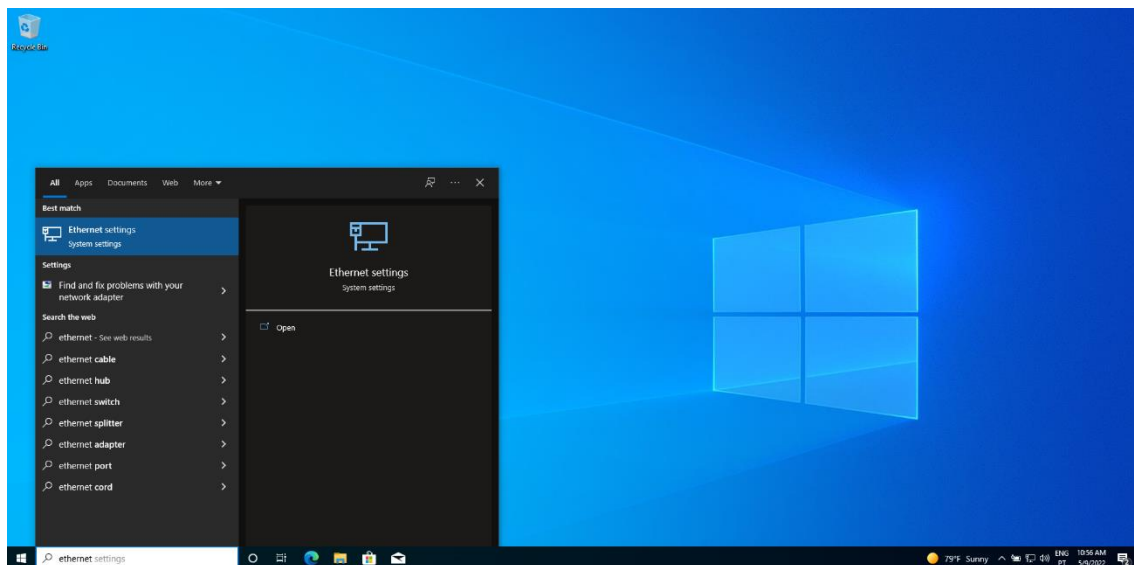 Recycle Bin
All Apps Documents Web More
Best match
Ethernet settings
System settings
Settings
Find and fix problems with your
network adapter
Search the web
ethernet - See web results
ethernet cable
ethernet hub
ethernet switch
ethernet splitter
ethernet adapter
ethernet port
ethernet cord
Ethernet settings
System settings
Open
ethernet settings
79°F Sunny
ENG
PT
10:56 AM
5/9/2022
2